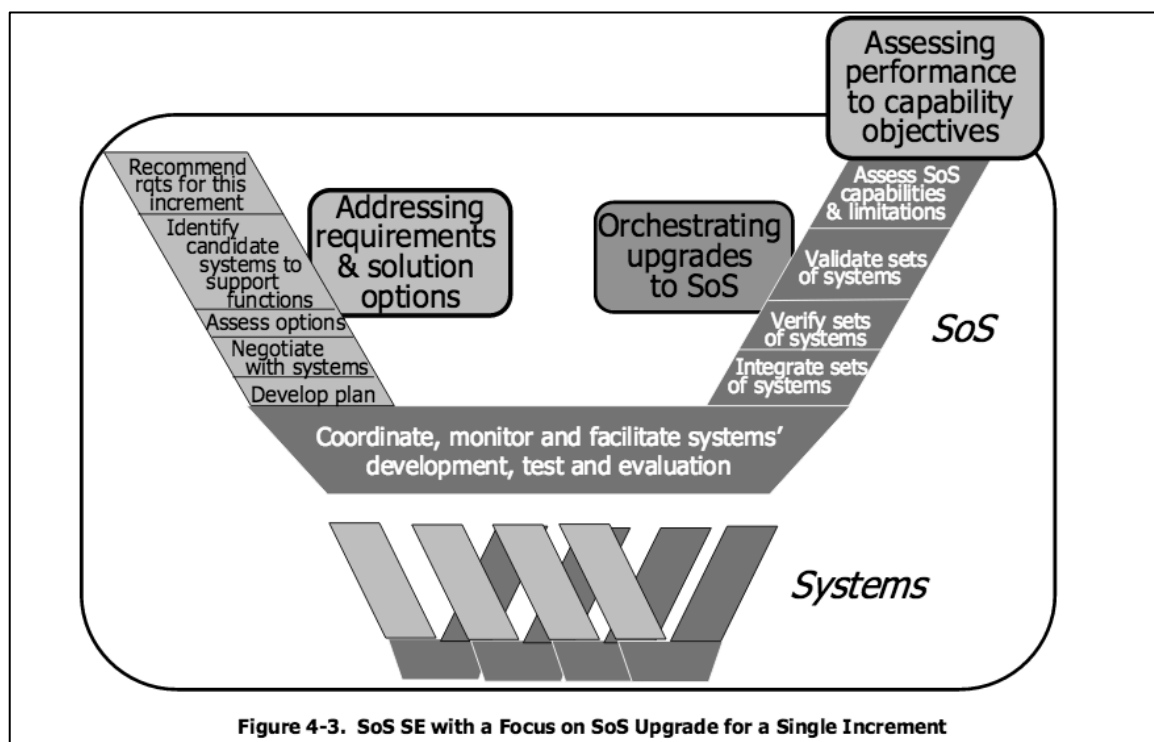 Assessing
performance
to capability
objectives
Recommend
rqts for this
increment
Identify
candidate
systems to
support
functions
Assess options
Negotiate
with systems
Develop plan
Addressing
requirements
& solution
options
Orchestrating
upgrades
to SoS
Assess SoS
capabilities
& limitations
Validate sets
of systems
Verify sets
of systems
Integrate sets
of systems
SoS
Coordinate, monitor and facilitate systems'
development, test and evaluation
Systems
Figure 4-3. SoS SE with a Focus on SoS Upgrade for a Single Increment